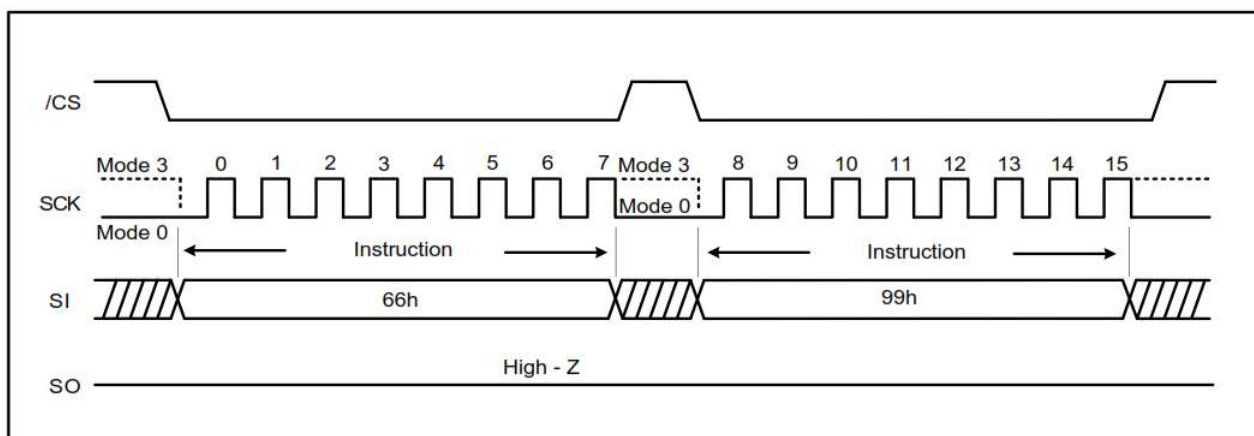 /CS
Mode 3 0 1 2 3 4 5 6 7 Mode 3 8 9 10 11 12 13 14 15
SCK Mode 0
Mode 0
Instruction Instruction
SI 66h 99h
High - Z
SO